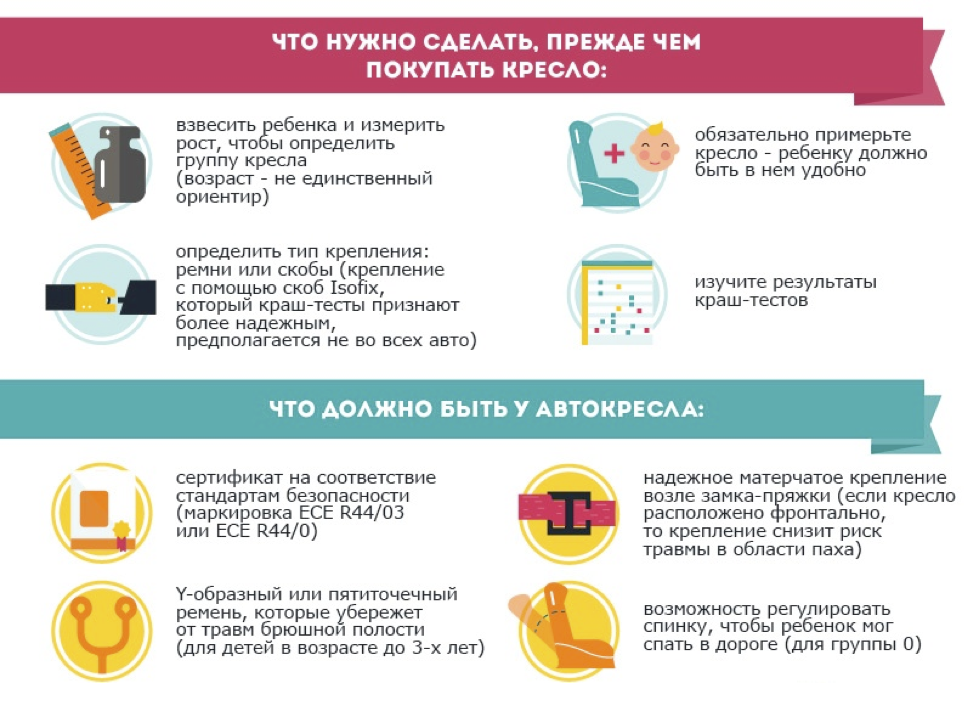 ЧТО НУЖНО СДЕЛАТЬ, ПРЕЖДЕ ЧЕМ
ПОКУПАТЬ КРЕСЛО:
взвесить ребенка и измерить
рост, чтобы определить
группу кресла
(возраст - не единственный
ориентир)
обязательно примерьте
кресло - ребенку должно
быть в нем удобно
определить тип крепления:
ремни или скобы (крепление
с помощью скоб Isofix,
который краш-тесты признают
более надежным,
предполагается не во всех авто)
изучите результаты
краш-тестов
ЧТО ДОЛЖНО БЫТЬ У АВТОКРЕСЛА:
сертификат на соответствие
стандартам безопасности
(маркировка ECE R44/03
или ECE R44/0)
надежное матерчатое крепление
возле замка-пряжки (если кресло
расположено фронтально,
то крепление снизит риск
травмы в области паха)
Y-образный или пятиточечный
ремень, которые убережет
от травм брюшной полости
(для детей в возрасте до 3-х лет)
возможность регулировать
спинку, чтобы ребенок мог
спать в дороге (для группы 0)